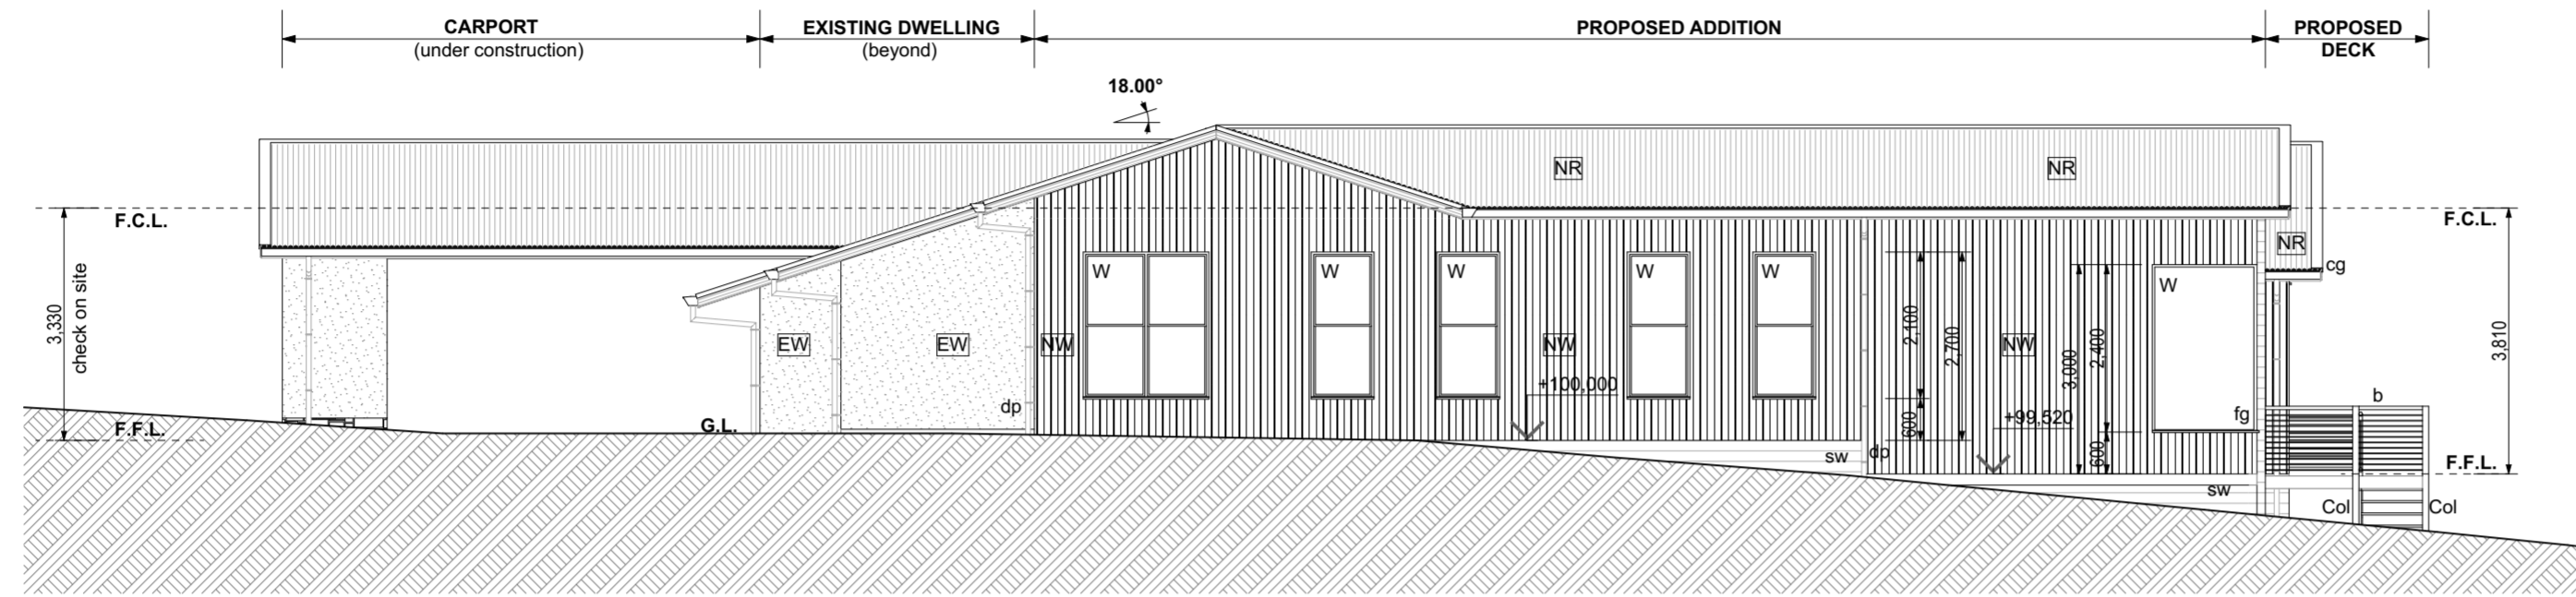 CARPORT
(under construction)
EXISTING DWELLING
(beyond)
PROPOSED ADDITION
PROPOSED
DECK
18.00°
NR
NR
F.C.L.
F.C.L.
NR
cg
W
W
W
W
W
W
3,330
check on site
EW
EW
NW
NW
NW
2,100
2,700
600
3,000
2,400
600
3,810
+100,000
+99,520
dp
fg
b
G.L.
F.F.L.
sw
dp
F.F.L.
sw
Col
Col